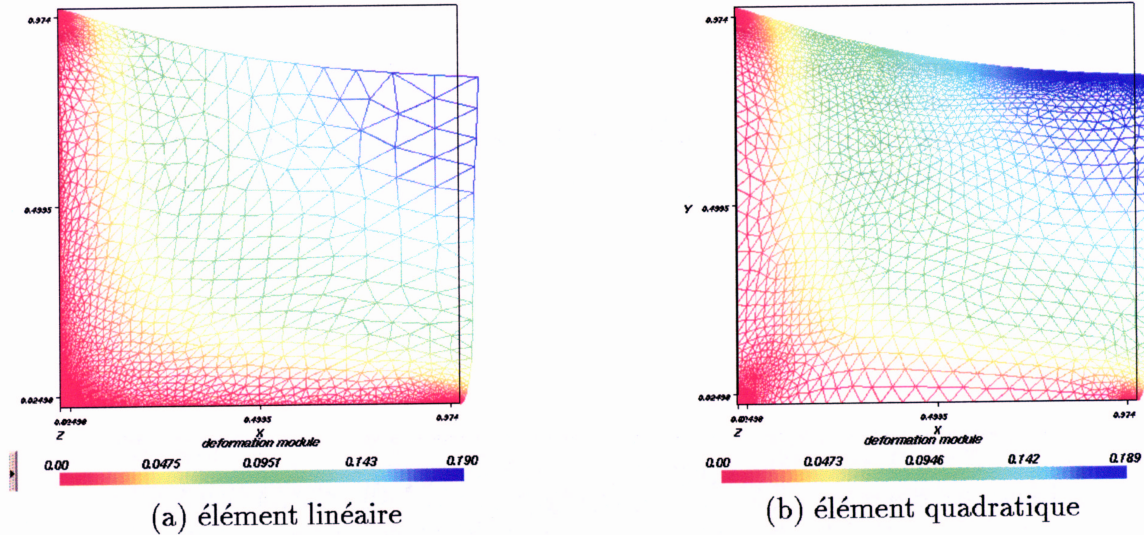 0.974
0.4995
0.02490
0.02490
0.4995
0.974
Z
X
deformation module
0.00
0.0475
0.0951
0.143
0.190
(a) élément linéaire
0.974
Y
0.4995
0.02490
0.02490
0.4995
0.974
Z
X
deformation module
0.00
0.0473
0.0946
0.142
0.189
(b) élément quadratique